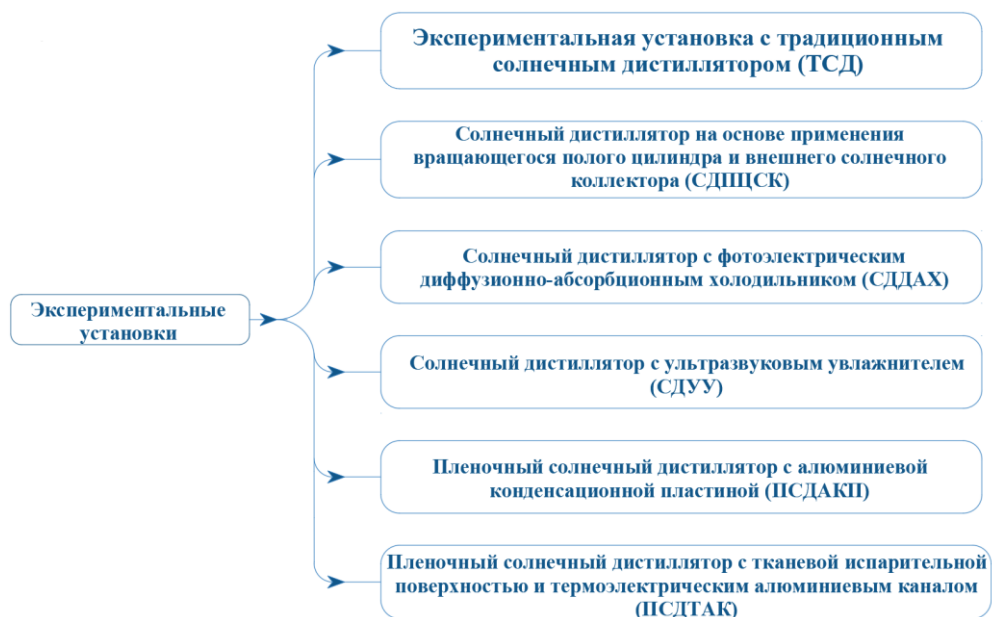 Экспериментальная установка с традиционным
солнечным дистиллятором (ТСД)
Солнечный дистиллятор на основе применения
вращающегося полого цилиндра и внешнего солнечного
коллектора (СДПЦСК)
Солнечный дистиллятор с фотоэлектрическим
диффузионно-абсорбционным холодильником (СДДАХ)
Экспериментальные
установки
Солнечный дистиллятор с ультразвуковым увлажнителем
(СДУУ)
Пленочный солнечный дистиллятор с алюминиевой
конденсационной пластиной (ПСДАКП)
Пленочный солнечный дистиллятор с тканевой испарительной
поверхностью и термоэлектрическим алюминиевым каналом
(ПСДТАК)